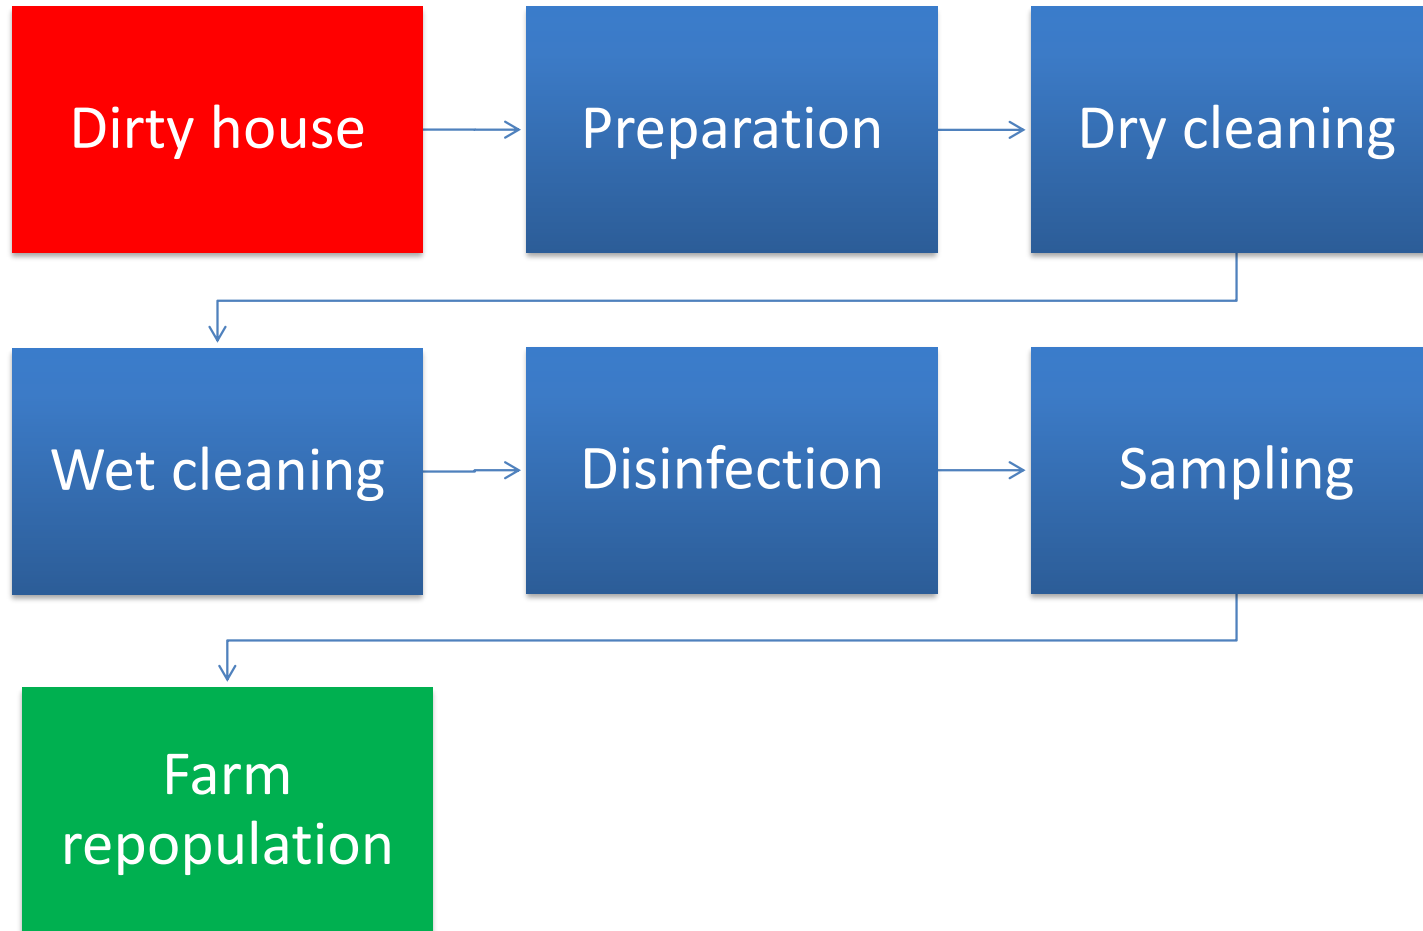 Dirty house
Preparation
Dry cleaning
Wet cleaning
Disinfection
Sampling
Farm
repopulation